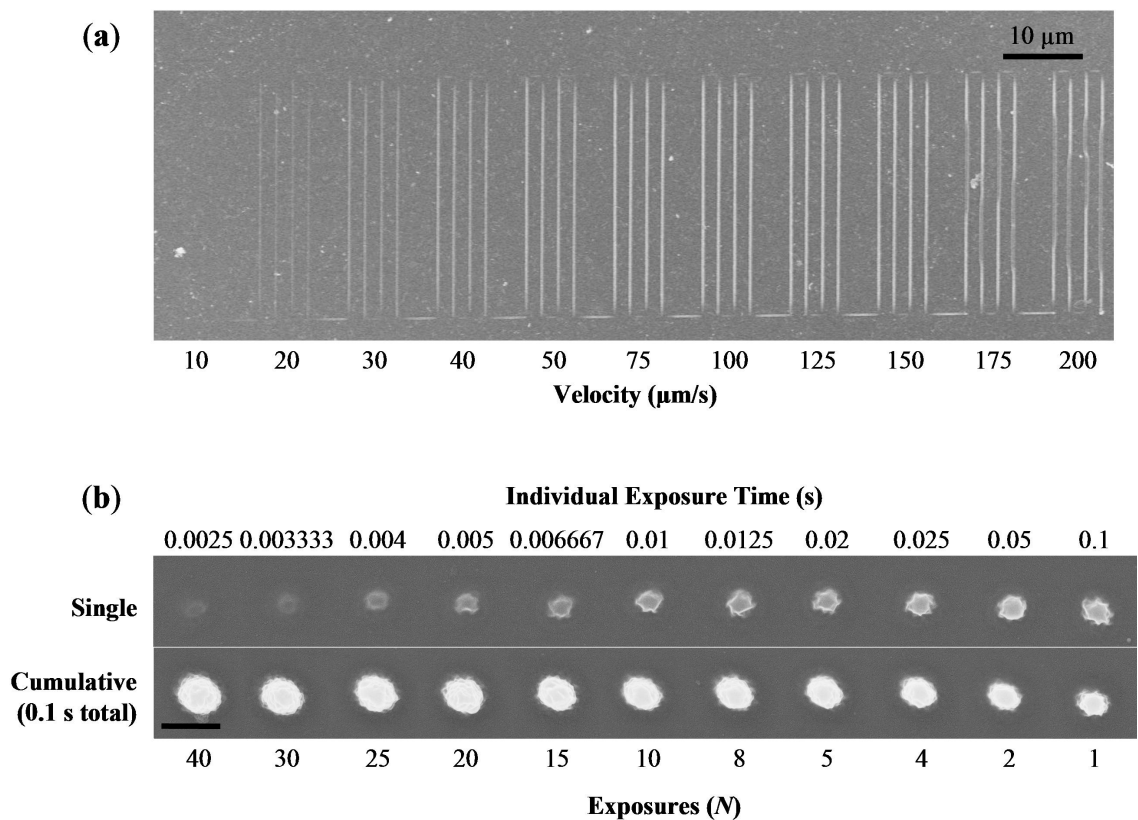 (a)
10 µm
10 20 30 40 50 75 100 125 150 175 200
Velocity (µm/s)
(b)
Individual Exposure Time (s)
0.0025 0.003333 0.004 0.005 0.006667 0.01 0.0125 0.02 0.025 0.05 0.1
Single
Cumulative
(0.1 s total)
40 30 25 20 15 10 8 5 4 2 1
Exposures (N)